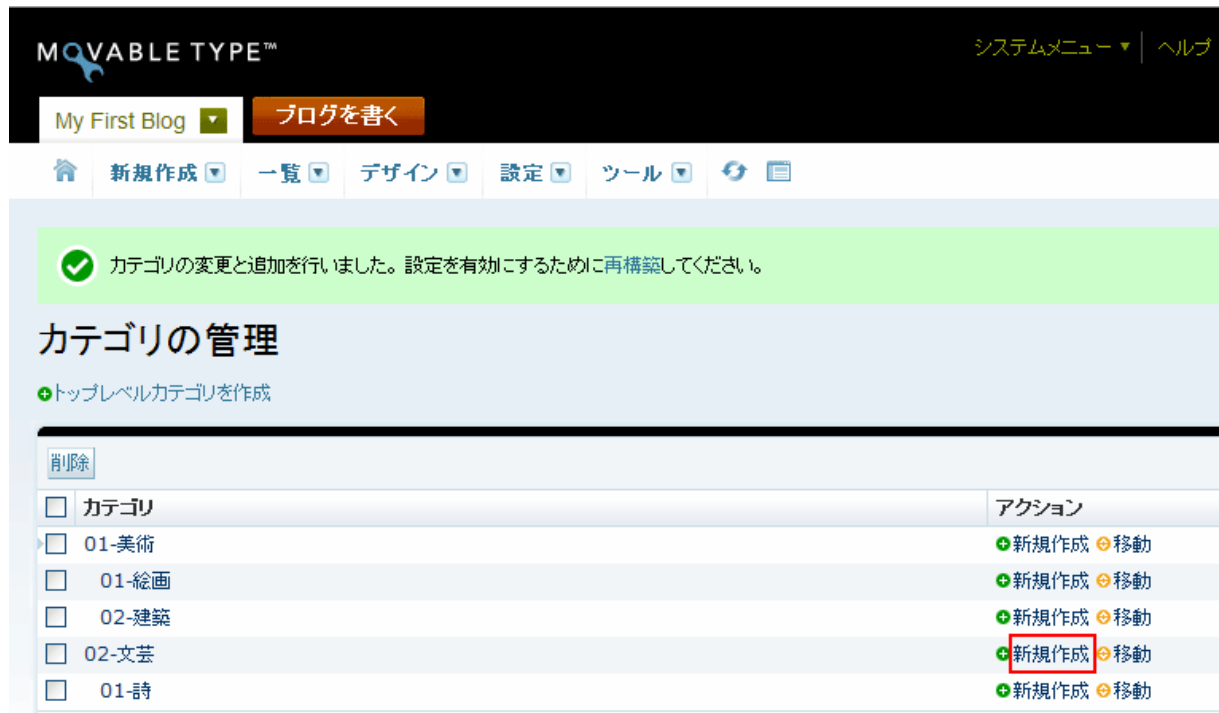 MOVABLE TYPE™
システムメニュー ▼ ヘルプ
My First Blog ブログを書く
新規作成 一覧 デザイン 設定 ツール
カテゴリの変更と追加を行いました。設定を有効にするために再構築してください。
カテゴリの管理
トップレベルカテゴリを作成
削除
カテゴリ アクション
01-美術 新規作成 移動
01-絵画 新規作成 移動
02-建築 新規作成 移動
02-文芸 新規作成 移動
01-詩 新規作成 移動